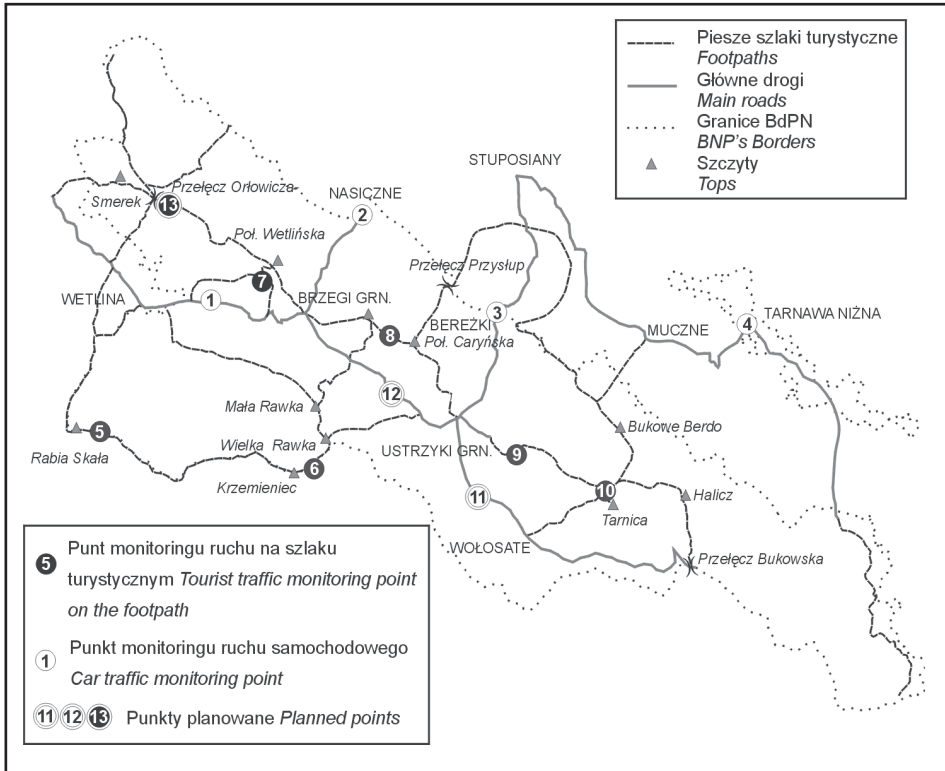 Piesze szlaki turystyczne
Footpaths
Główne drogi
Main roads
Granice BdPN
BNP's Borders
Szczyty
Tops
STUPOSIANY
Przełęcz Orłowicza
Smerek
13
NASICZNE
2
Poł. Wetlińska
Przełęcz Przysłup
7
WETLINA
1
BRZEGI GRN.
3
BEREŻKI
8
Poł. Caryńska
MUCZNE
4
TARNAWA NIŻNA
12
Mała Rawka
Bukowe Berdo
5
Rabia Skała
Wielka Rawka
USTRZYKI GRN.
9
6
Krzemieniec
11
10
Halicz
Tarnica
WOŁOSATE
Przełęcz Bukowska
5 Punt monitoringu ruchu na szlaku
turystycznym Tourist traffic monitoring point
on the footpath
1 Punkt monitoringu ruchu samochodowego
Car traffic monitoring point
11 12 13 Punkty planowane Planned points